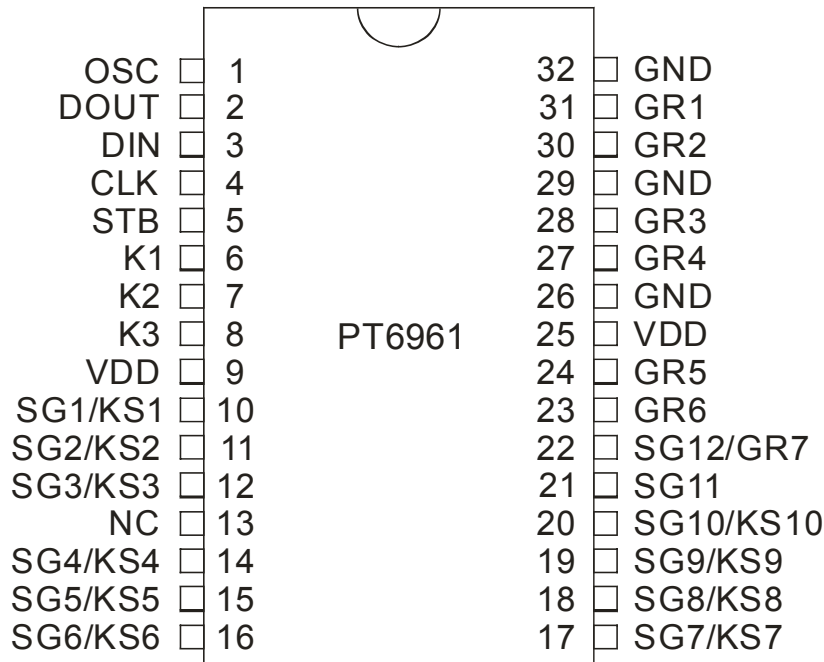 OSC 1 32 GND
DOUT 2 31 GR1
DIN 3 30 GR2
CLK 4 29 GND
STB 5 28 GR3
K1 6 27 GR4
K2 7 26 GND
K3 8 PT6961 25 VDD
VDD 9 24 GR5
SG1/KS1 10 23 GR6
SG2/KS2 11 22 SG12/GR7
SG3/KS3 12 21 SG11
NC 13 20 SG10/KS10
SG4/KS4 14 19 SG9/KS9
SG5/KS5 15 18 SG8/KS8
SG6/KS6 16 17 SG7/KS7